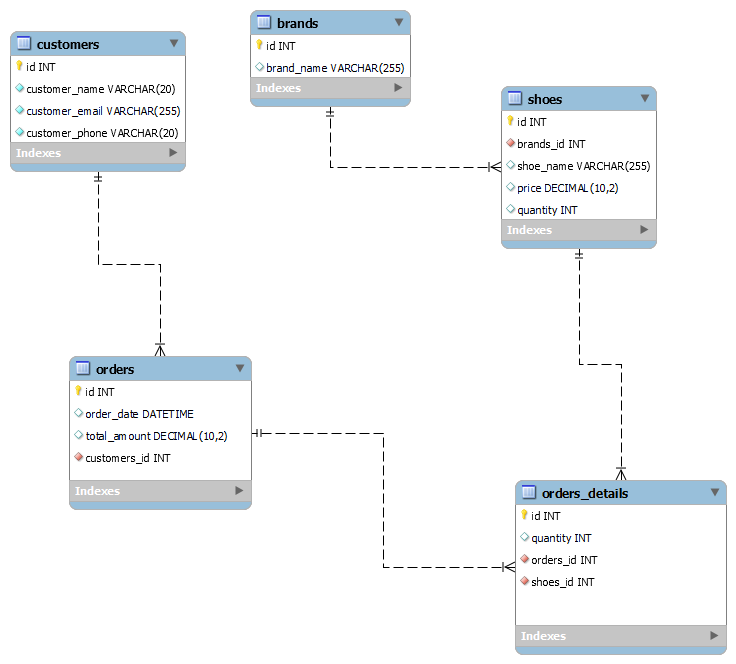 customers
id INT
customer_name VARCHAR(20)
customer_email VARCHAR(255)
customer_phone VARCHAR(20)
Indexes
brands
id INT
brand_name VARCHAR(255)
Indexes
shoes
id INT
brands_id INT
shoe_name VARCHAR(255)
price DECIMAL(10,2)
quantity INT
Indexes
orders
id INT
order_date DATETIME
total_amount DECIMAL(10,2)
customers_id INT
Indexes
orders_details
id INT
quantity INT
orders_id INT
shoes_id INT
Indexes